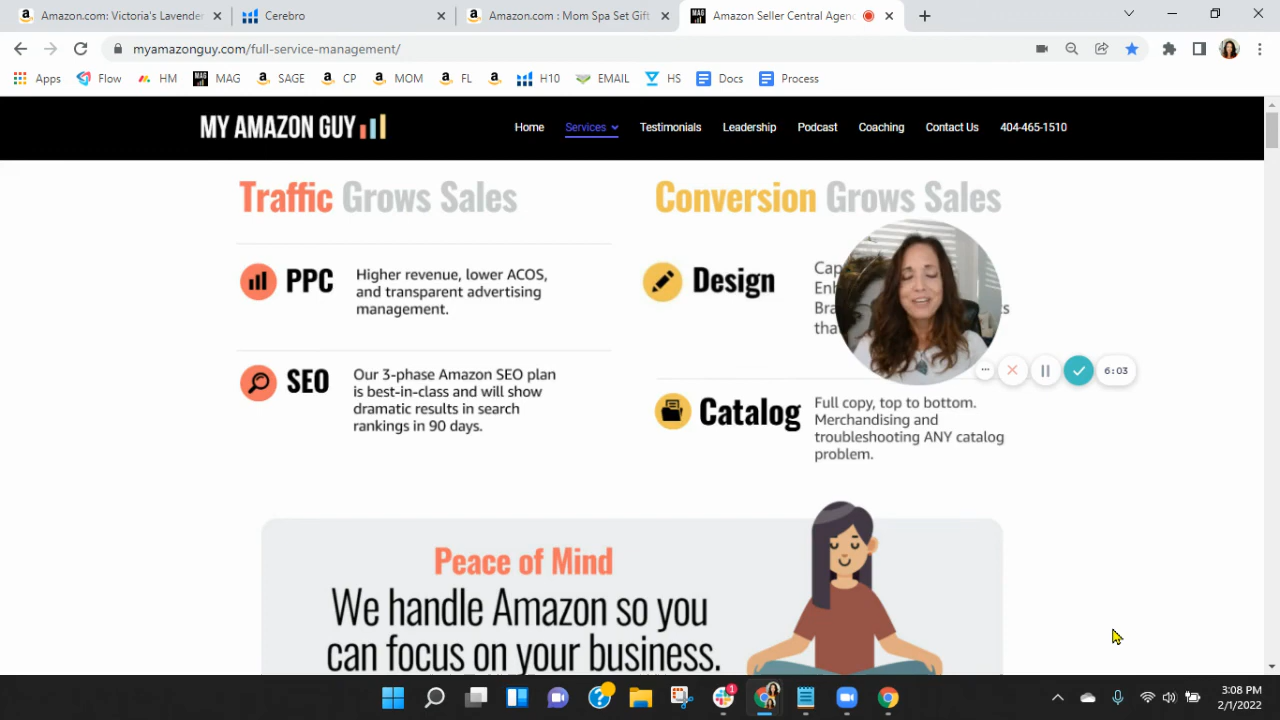 Amazon.com: Victoria's Lavender
Cerebro
Amazon.com : Mom Spa Set Gift
Amazon Seller Central Agenc
myamazonguy.com/full-service-management/
Apps
Flow
HM
MAG
SAGE
CP
MOM
FL
H10
EMAIL
HS
Docs
Process
MY AMAZON GUY
Home
Services
Testimonials
Leadership
Podcast
Coaching
Contact Us
404-465-1510
Traffic Grows Sales
PPC
Higher revenue, lower ACOS,
and transparent advertising
management.
SEO
Our 3-phase Amazon SEO plan
is best-in-class and will show
dramatic results in search
rankings in 90 days.
Conversion Grows Sales
Design
Catalog
Full copy, top to bottom.
Merchandising and
troubleshooting ANY catalog
problem.
6:03
Peace of Mind
We handle Amazon so you
can focus on your business.
1
3:08 PM
2/1/2022